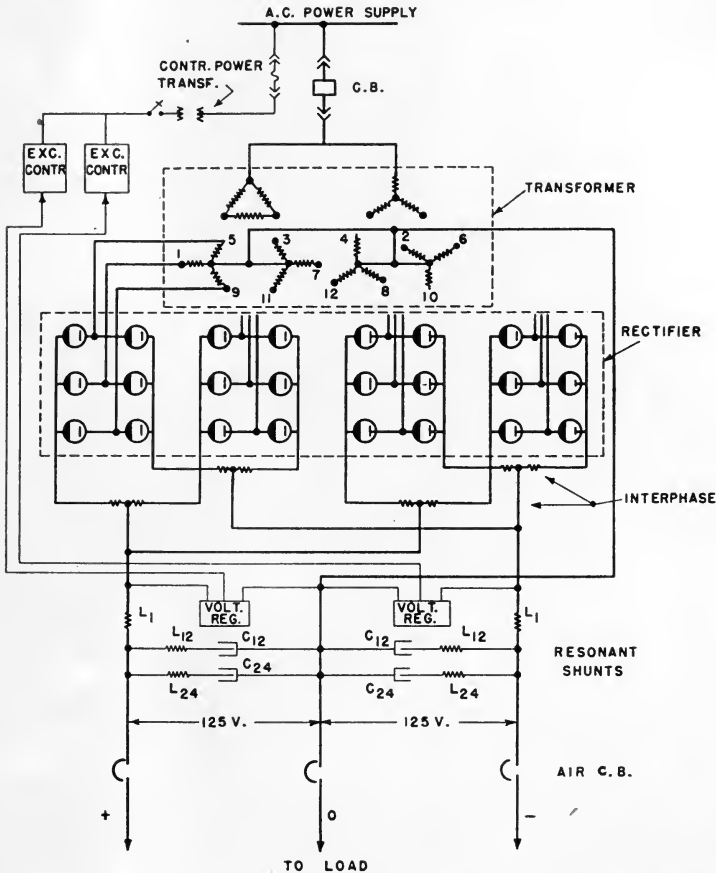 A.C. POWER SUPPLY
CONTR. POWER
TRANSF.
C.B.
EXC.
CONTR
EXC.
CONTR
TRANSFORMER
5
3
4
2
6
1
7
9
11
12
8
10
RECTIFIER
INTERPHASE
VOLT.
REG.
VOLT.
REG.
L1
L1
L12
C12
C12
L12
RESONANT
SHUNTS
L24
C24
C24
L24
125 V.
125 V.
AIR C.B.
+
O
-
TO LOAD